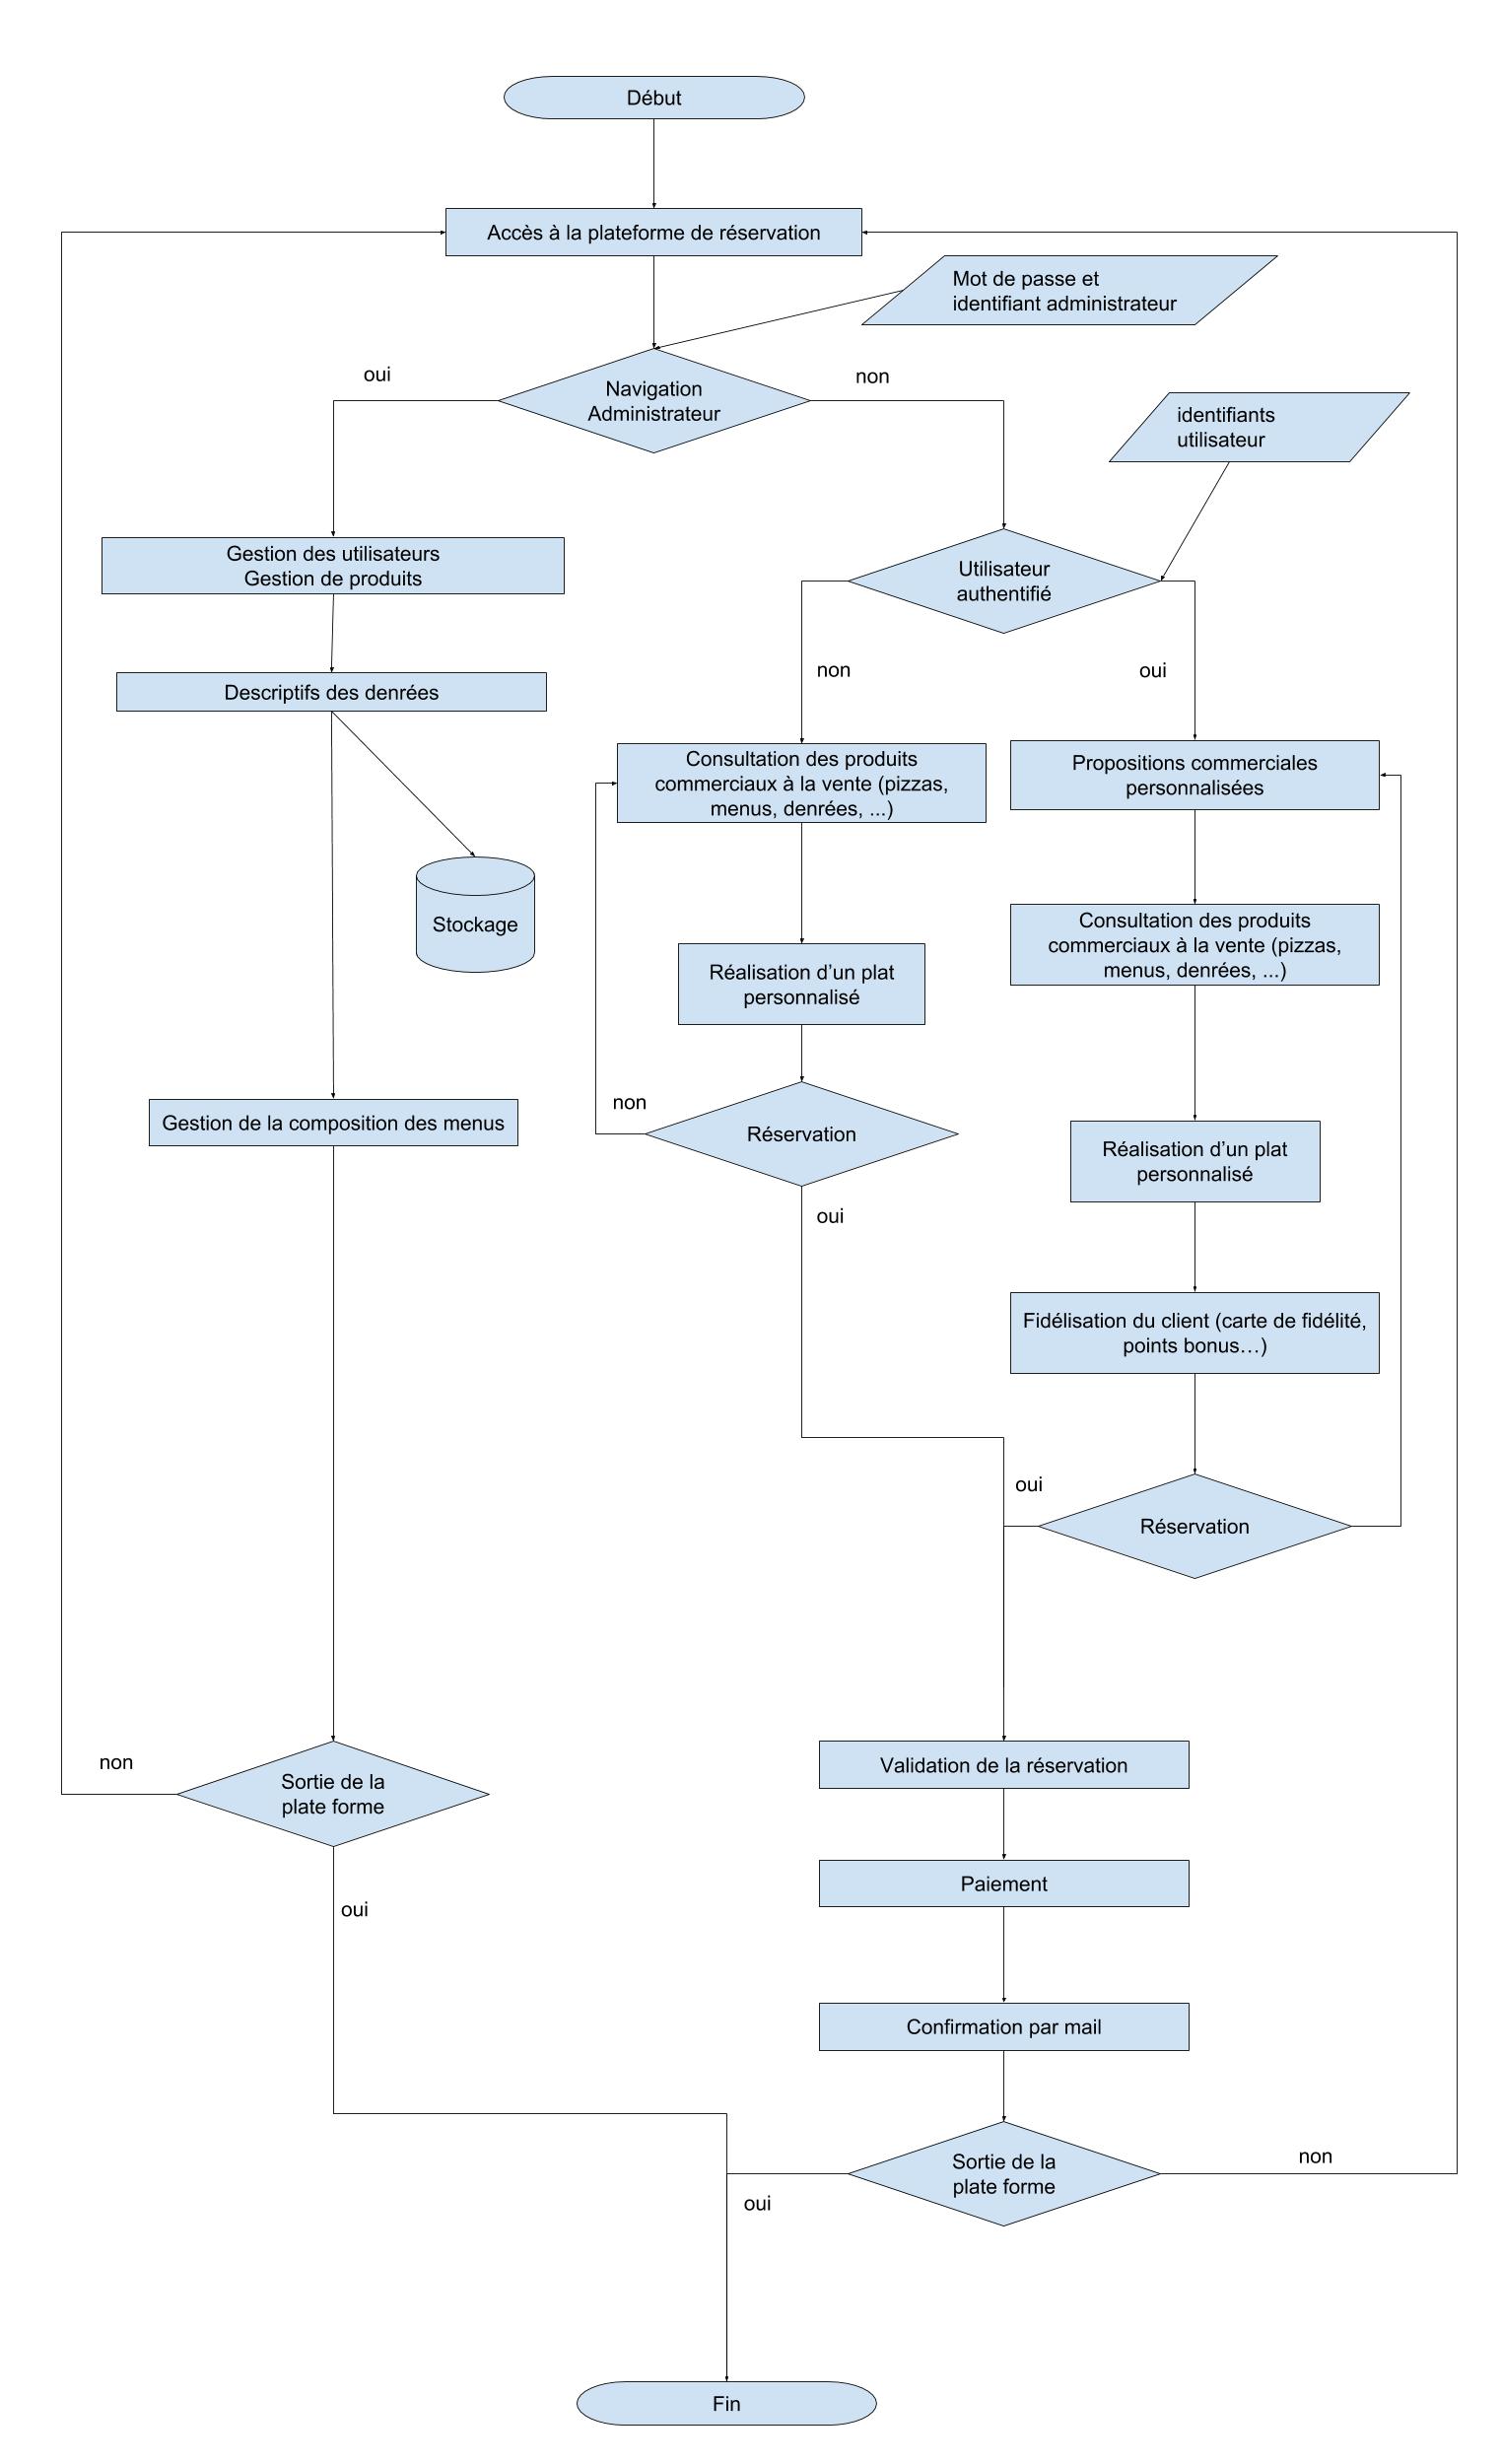 Début
Accès à la plateforme de réservation
Mot de passe et
identifiant administrateur
oui
Navigation
Administrateur
non
identifiants
utilisateur
Gestion des utilisateurs
Gestion de produits
Utilisateur
authentifié
non
oui
Descriptifs des denrées
Consultation des produits
commerciaux à la vente (pizzas,
menus, denrées, ...)
Propositions commerciales
personnalisées
Stockage
Consultation des produits
commerciaux à la vente (pizzas,
menus, denrées, ...)
Réalisation d’un plat
personnalisé
non
Gestion de la composition des menus
Réservation
Réalisation d’un plat
personnalisé
oui
Fidélisation du client (carte de fidélité,
points bonus…)
oui
Réservation
non
Sortie de la
plate forme
Validation de la réservation
Paiement
oui
Confirmation par mail
Sortie de la
plate forme
non
oui
Fin